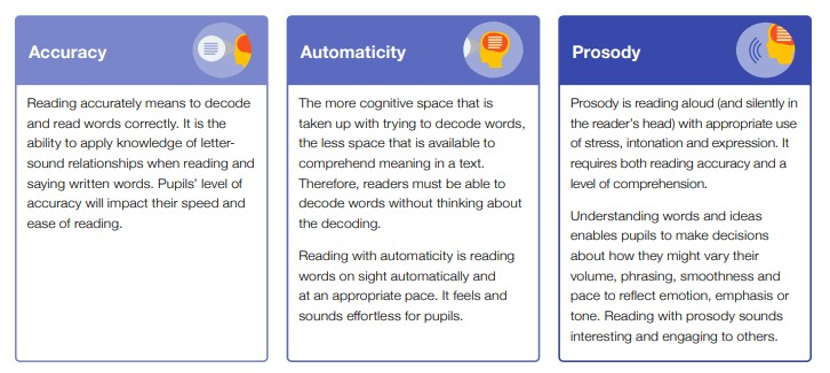 Accuracy
Reading accurately means to decode
and read words correctly. It is the
ability to apply knowledge of letter-
sound relationships when reading and
saying written words. Pupils' level of
accuracy will impact their speed and
ease of reading.
Automaticity
The more cognitive space that is
taken up with trying to decode words,
the less space that is available to
comprehend meaning in a text.
Therefore, readers must be able to
decode words without thinking about
the decoding.
Reading with automaticity is reading
words on sight automatically and
at an appropriate pace. It feels and
sounds effortless for pupils.
Prosody
Prosody is reading aloud (and silently in
the reader's head) with appropriate use
of stress, intonation and expression. It
requires both reading accuracy and a
level of comprehension.
Understanding words and ideas
enables pupils to make decisions
about how they might vary their
volume, phrasing, smoothness and
pace to reflect emotion, emphasis or
tone. Reading with prosody sounds
interesting and engaging to others.